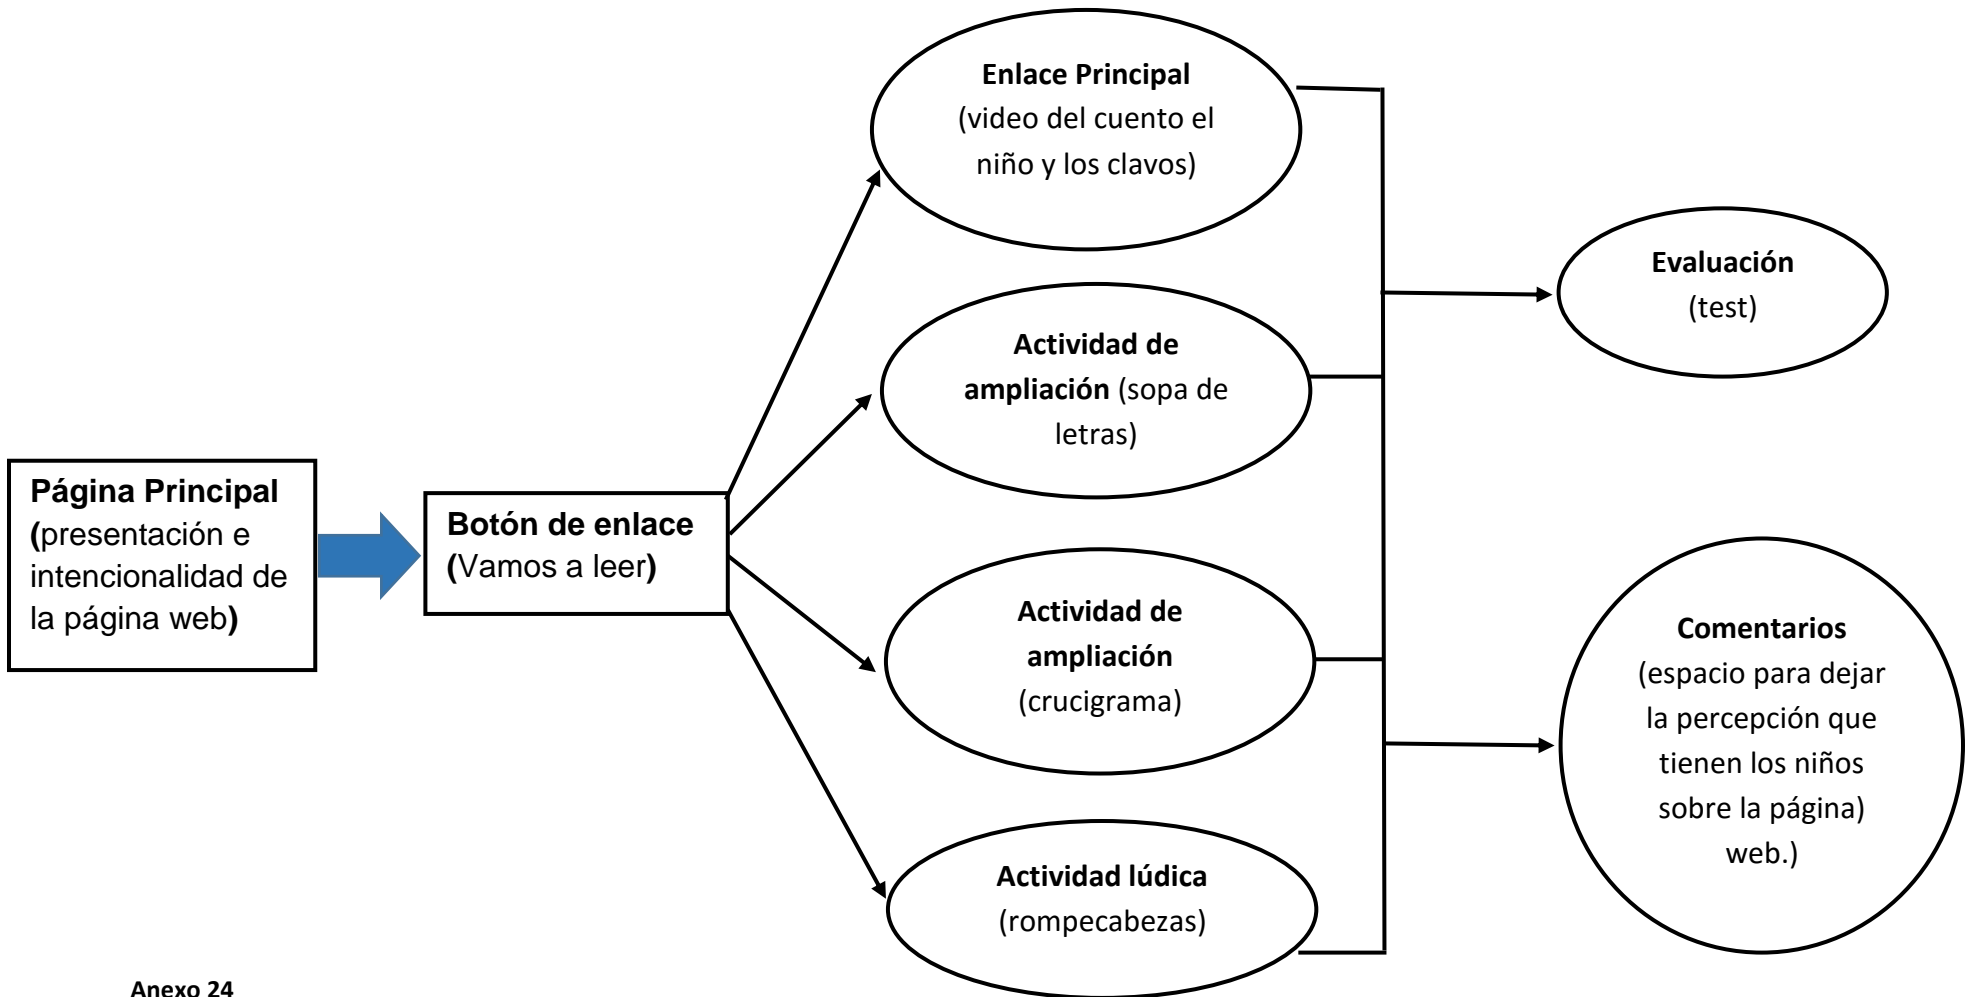 Página Principal
(presentación e
intencionalidad de
la página web)
Botón de enlace
(Vamos a leer)
Enlace Principal
(video del cuento el
niño y los clavos)
Actividad de
ampliación (sopa de
letras)
Actividad de
ampliación
(crucigrama)
Actividad lúdica
(rompecabezas)
Evaluación
(test)
Comentarios
(espacio para dejar
la percepción que
tienen los niños
sobre la página)
web.)
Anexo 24